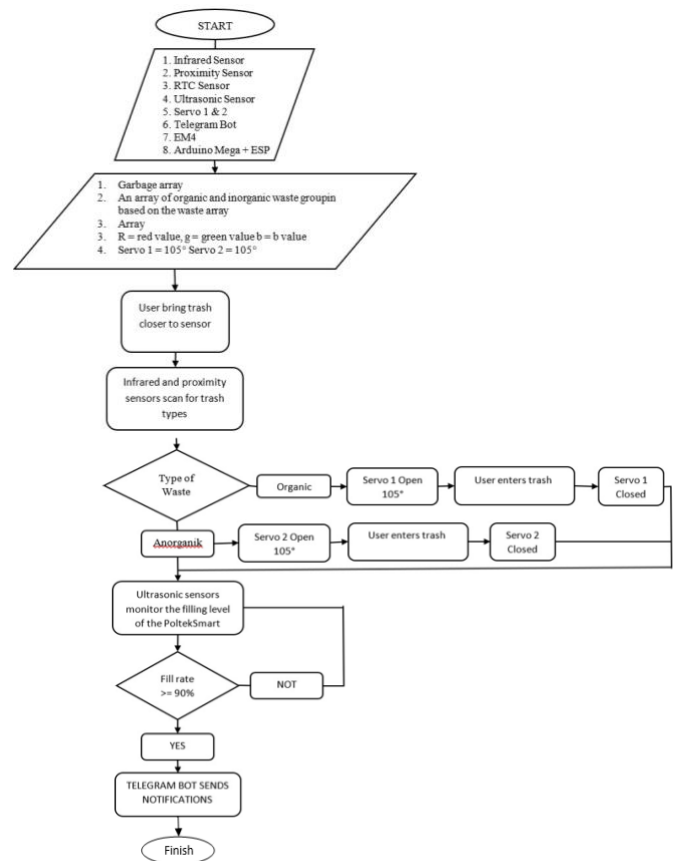 START
1. Infrared Sensor
2. Proximity Sensor
3. RTC Sensor
4. Ultrasonic Sensor
5. Servo 1 & 2
6. Telegram Bot
7. EM4
8. Arduino Mega + ESP
1. Garbage array
2. An array of organic and inorganic waste groupin
based on the waste array
3. Array
3. R = red value, g = green value b = b value
4. Servo 1 = 105° Servo 2 = 105°
User bring trash
closer to sensor
Infrared and proximity
sensors scan for trash
types
Type of
Waste
Organic
Servo 1 Open
105°
User enters trash
Servo 1
Closed
Anorganik
Servo 2 Open
105°
User enters trash
Servo 2
Closed
Ultrasonic sensors
monitor the filling level
of the PoltekSmart
Fill rate
>= 90%
NOT
YES
TELEGRAM BOT SENDS
NOTIFICATIONS
Finish